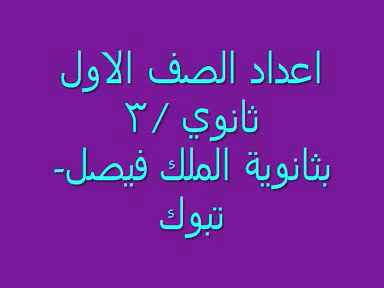 اعداد الصف الاول
ثانوي /٣
بثانوية الملك فيصل-
تبوك